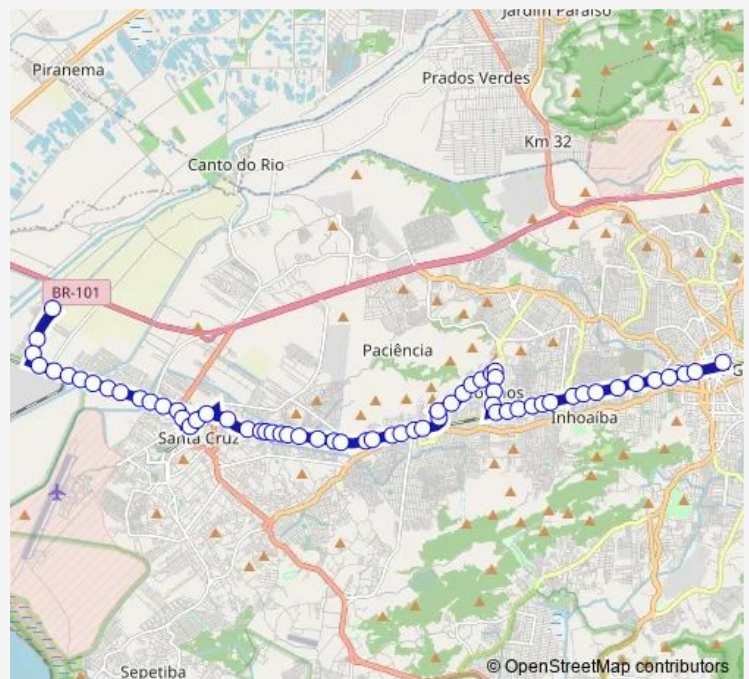 Jardim Paraíso
Piranema
Prados Verdes
Km 32
Canto do Rio
BR-101
Paciência
Inhoaíba
Santa Cruz
Sepetiba
© OpenStreetMap contributors